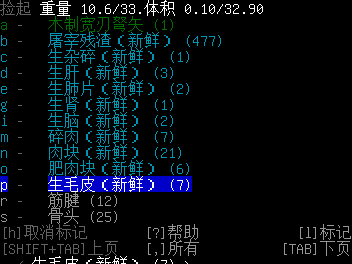 捡起 重量 10.6/33.体积 0.10/32.90
a - 木制宽刃弩矢 (1)
b - 屠宰残渣(新鲜) (477)
c - 生杂碎(新鲜) (1)
d - 生肝(新鲜) (3)
e - 生肺片(新鲜) (2)
g - 生肾(新鲜) (1)
i - 生脑(新鲜) (2)
m - 碎肉(新鲜) (7)
n - 肉块(新鲜) (21)
o - 肥肉块(新鲜) (6)
p - 生毛皮(新鲜) (7)
r - 筋腱 (12)
s - 骨头 (25)
[h]取消标记 [?]帮助 [l]标记
[SHIFT+TAB]上页 [,]所有 [TAB]下页
( 生毛皮(新鲜) (7)